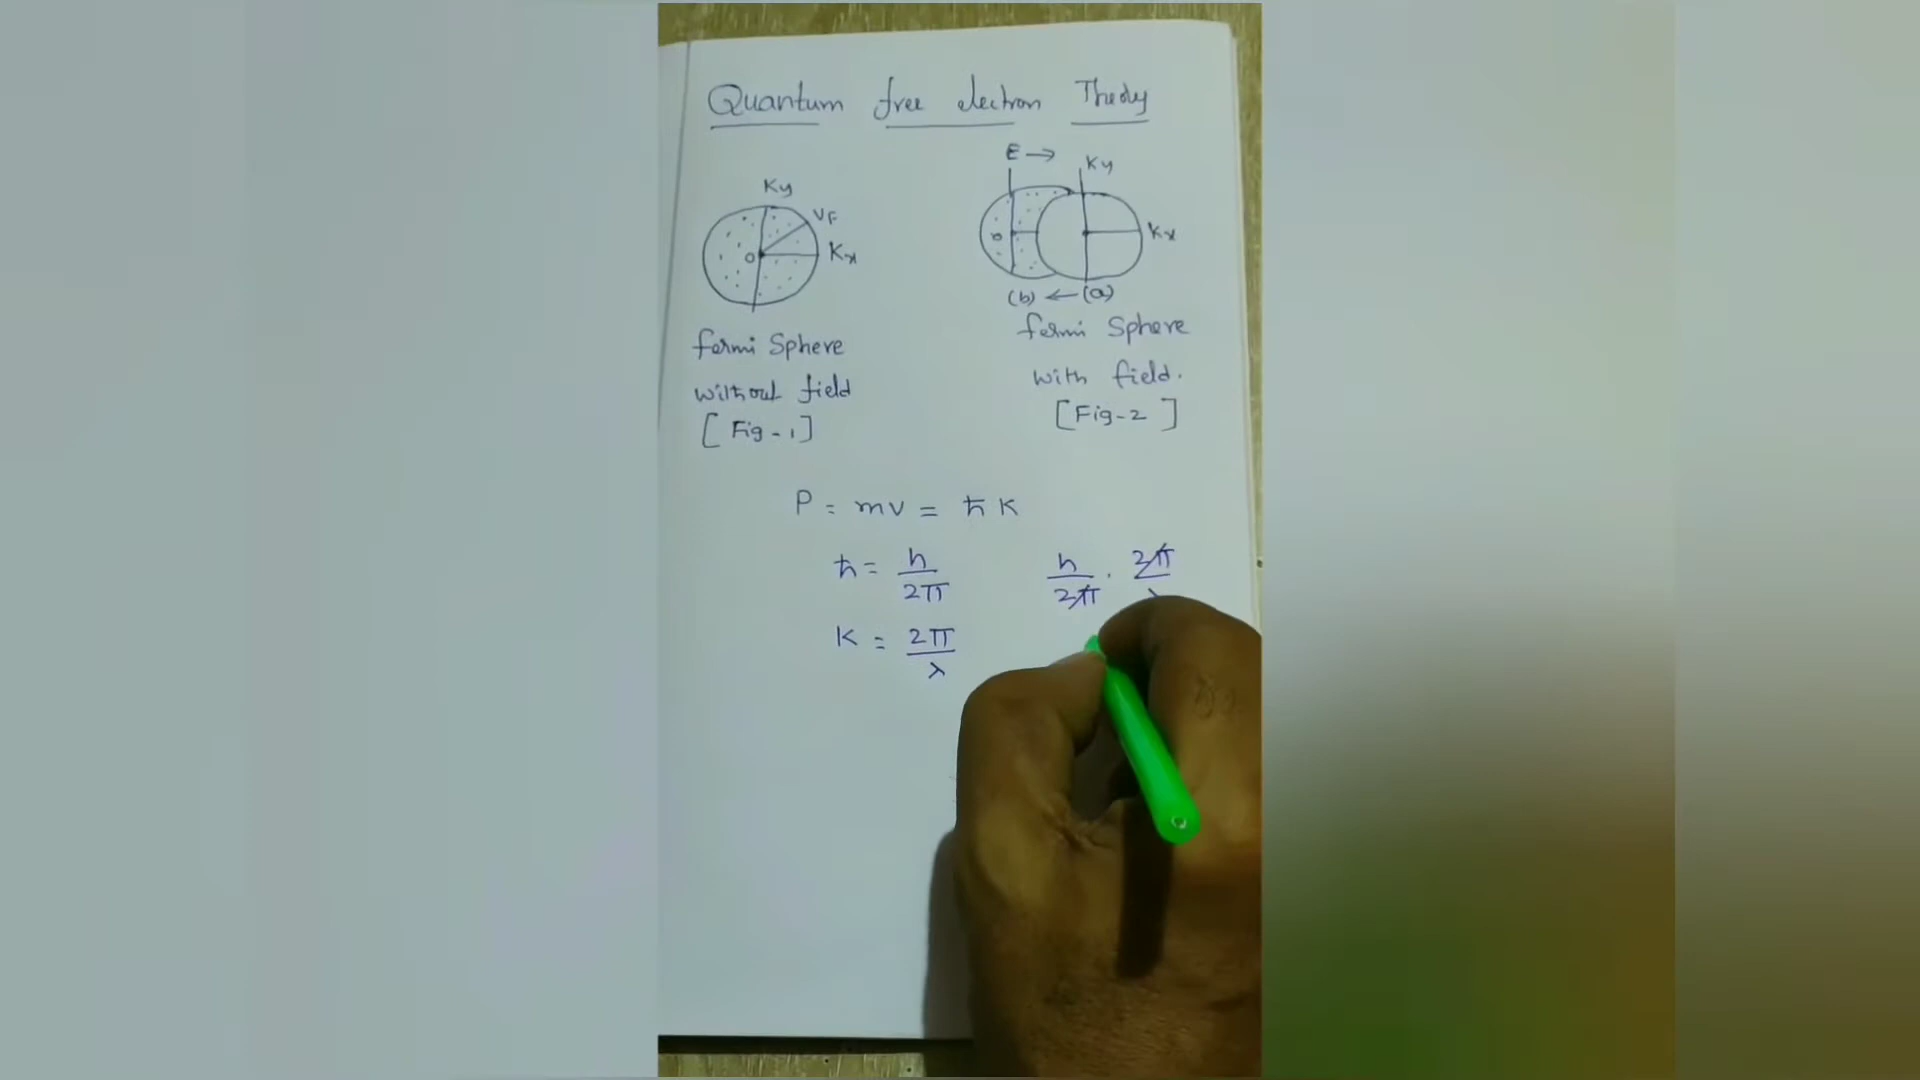 Quantum free electron Theory
E →
Ky
Ky
VF
Kx
Kx
O
o
(b) ← (a)
fermi Sphere
without field
[Fig-1]
fermi Sphere
with field.
[Fig-2]
P = mv = ħ K
ħ = h/2π
h/2π · 2π/λ
K = 2π/λ